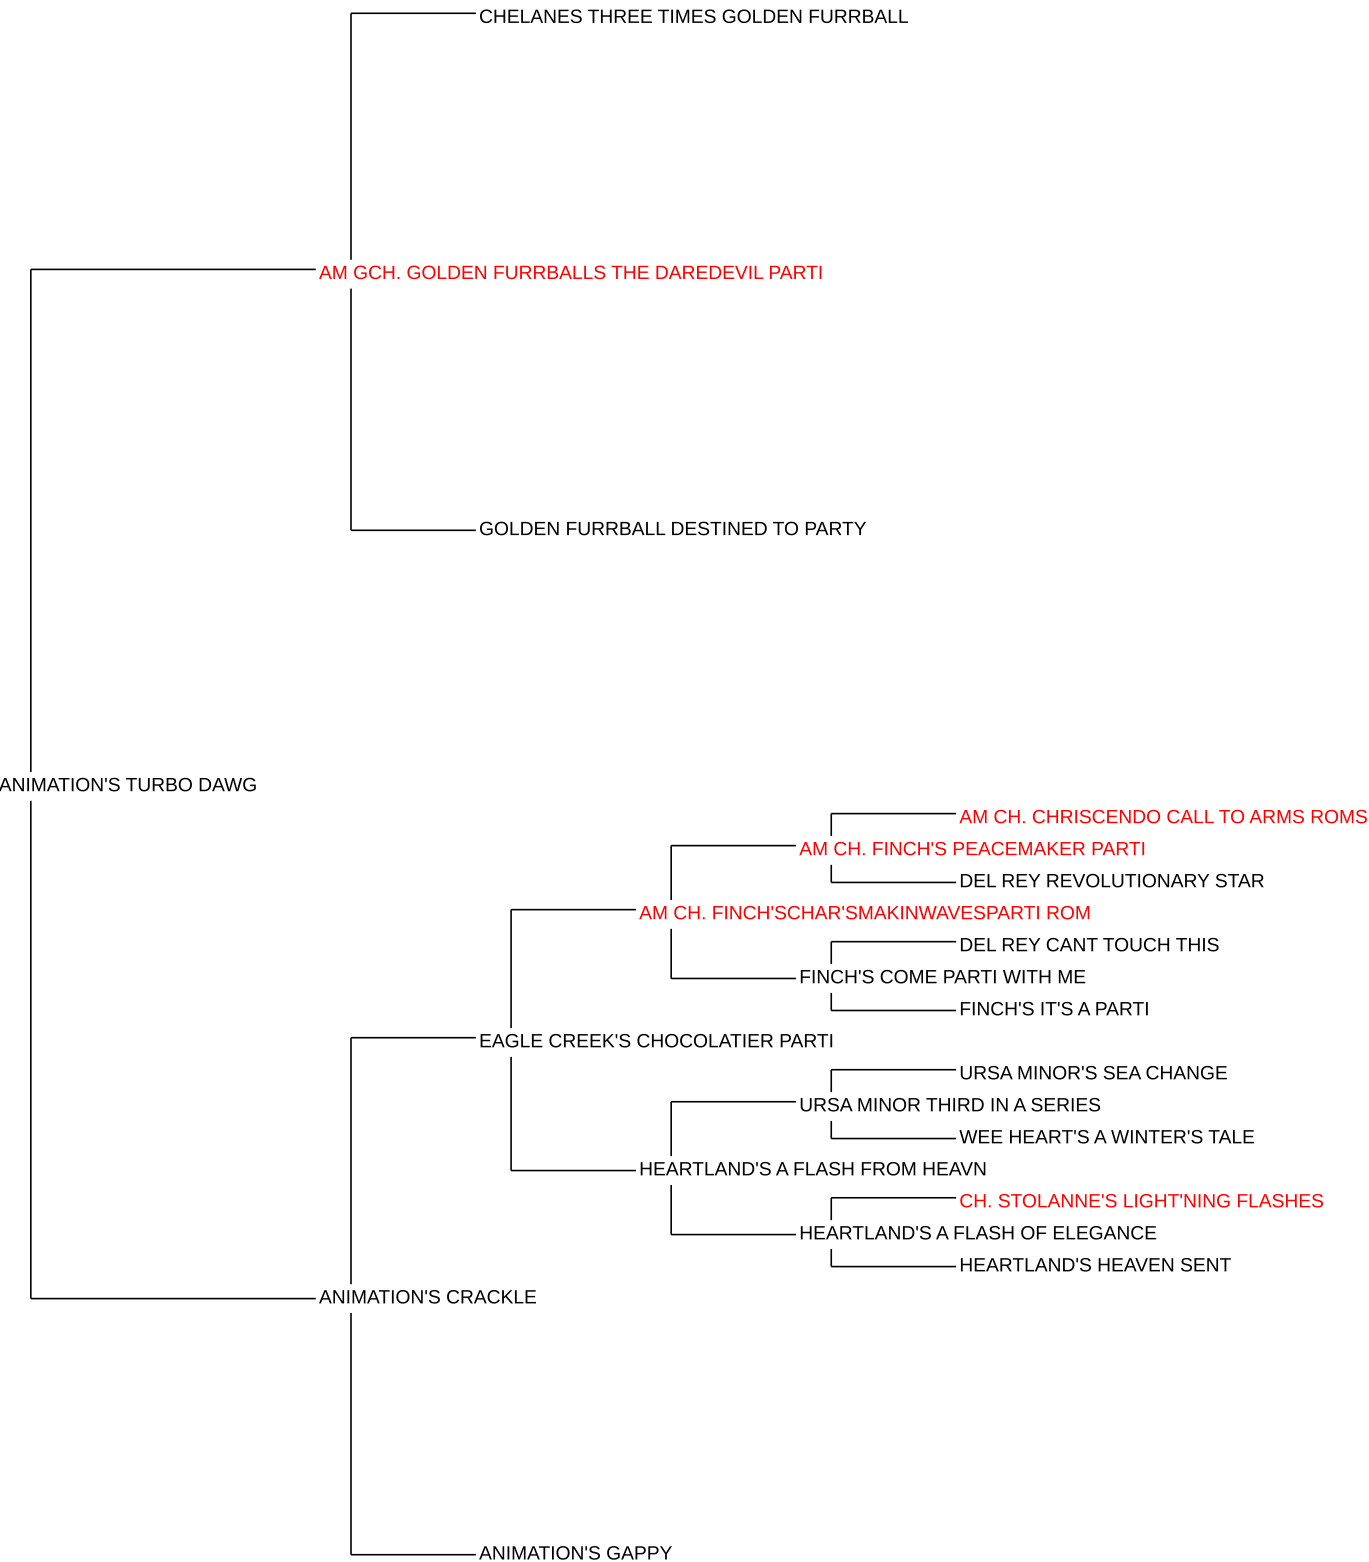 CHELANES THREE TIMES GOLDEN FURRBALL
AM GCH. GOLDEN FURRBALLS THE DAREDEVIL PARTI
GOLDEN FURRBALL DESTINED TO PARTY
ANIMATION'S TURBO DAWG
AM CH. CHRISCENDO CALL TO ARMS ROMS
AM CH. FINCH'S PEACEMAKER PARTI
DEL REY REVOLUTIONARY STAR
AM CH. FINCH'SCHAR'SMAKINWAVESPARTI ROM
DEL REY CANT TOUCH THIS
FINCH'S COME PARTI WITH ME
FINCH'S IT'S A PARTI
EAGLE CREEK'S CHOCOLATIER PARTI
URSA MINOR'S SEA CHANGE
URSA MINOR THIRD IN A SERIES
WEE HEART'S A WINTER'S TALE
HEARTLAND'S A FLASH FROM HEAVN
CH. STOLANNE'S LIGHT'NING FLASHES
HEARTLAND'S A FLASH OF ELEGANCE
HEARTLAND'S HEAVEN SENT
ANIMATION'S CRACKLE
ANIMATION'S GAPPY